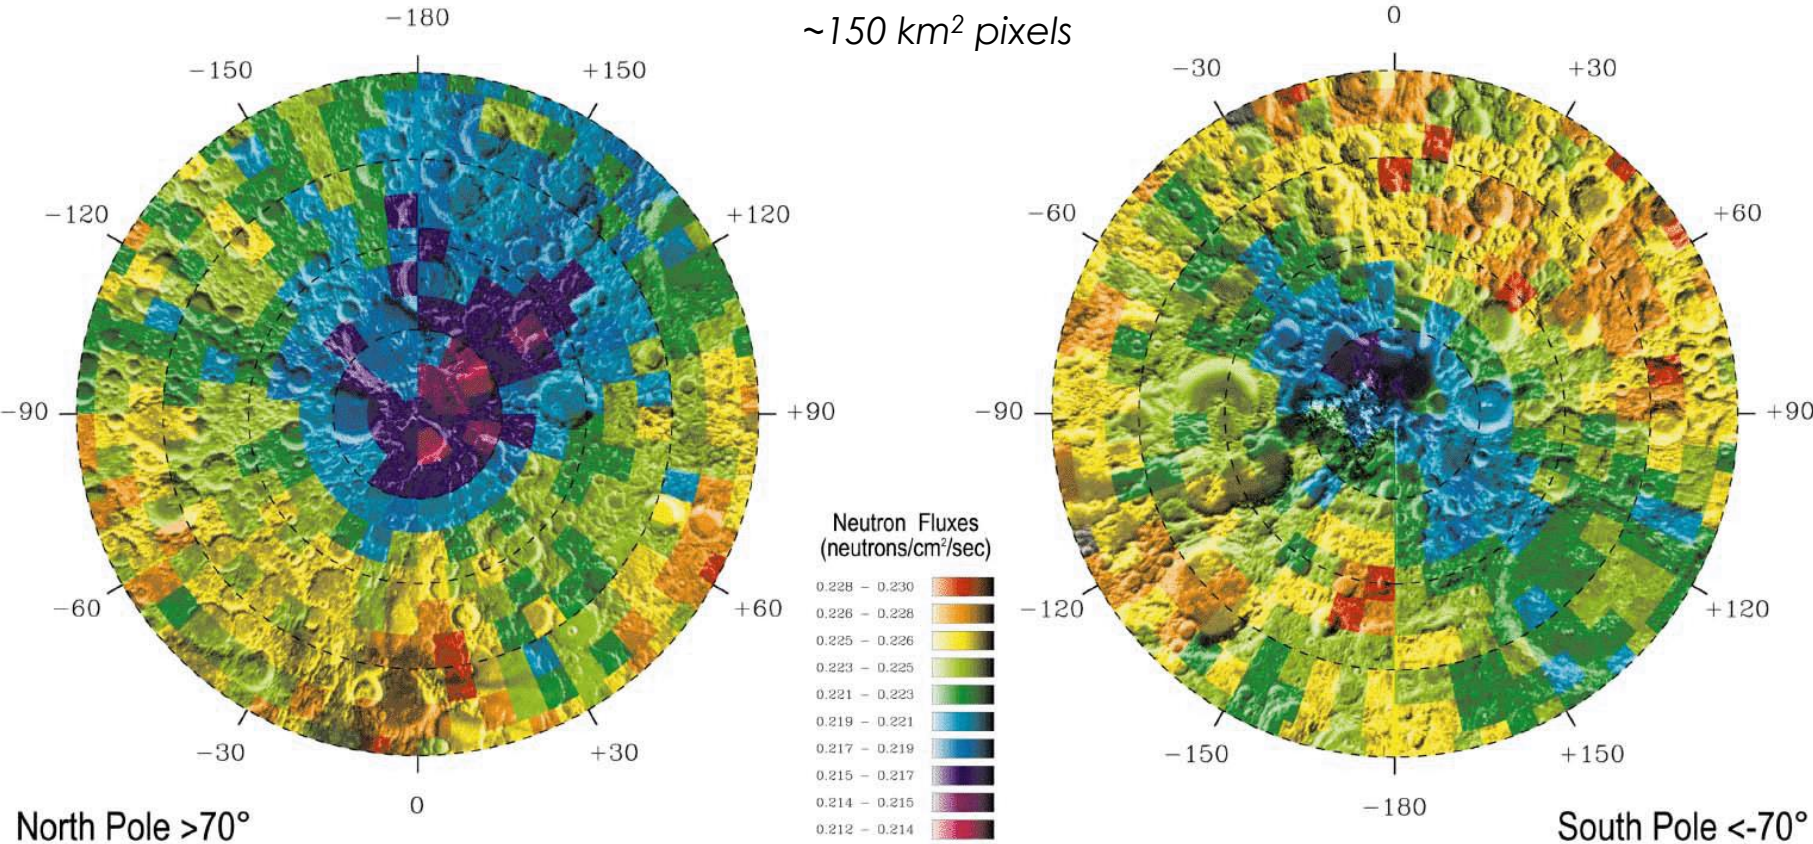 ~150 km² pixels
−180
−150
+150
−120
+120
−90
+90
−60
+60
−30
+30
0
North Pole >70°
Neutron Fluxes
(neutrons/cm²/sec)
0.228 − 0.230
0.226 − 0.228
0.225 − 0.226
0.223 − 0.225
0.221 − 0.223
0.219 − 0.221
0.217 − 0.219
0.215 − 0.217
0.214 − 0.215
0.212 − 0.214
0
−30
+30
−60
+60
−90
+90
−120
+120
−150
+150
−180
South Pole <-70°